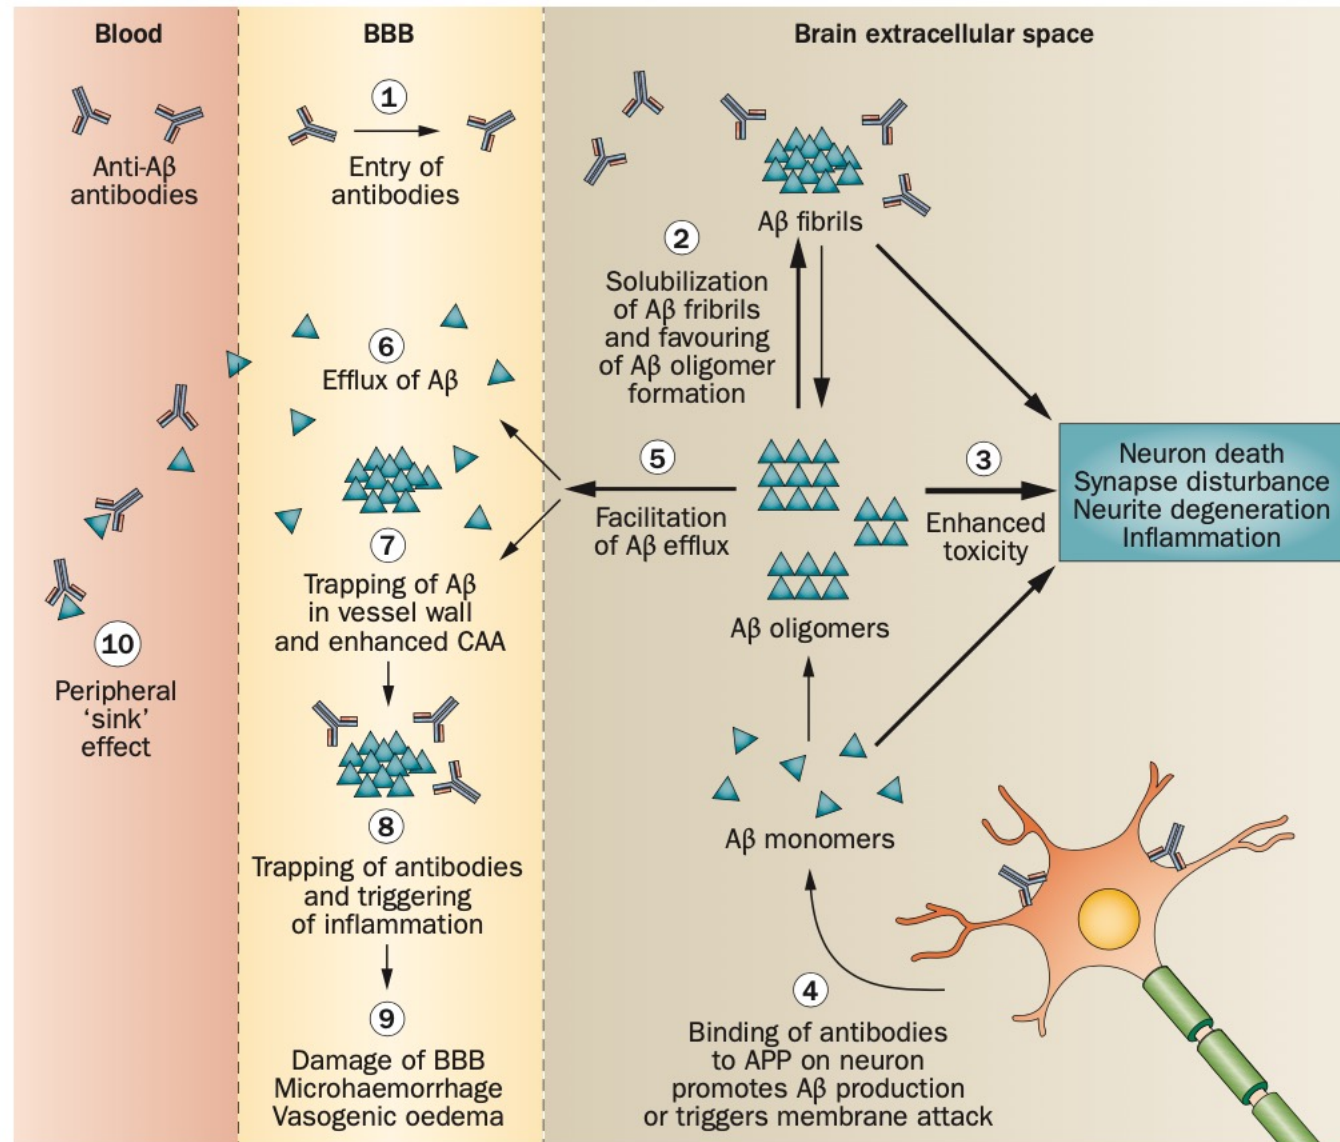 Blood
BBB
Brain extracellular space
1
Anti-Aβ
antibodies
Entry of
antibodies
Aβ fibrils
2
Solubilization
of Aβ fribrils
and favouring
of Aβ oligomer
formation
6
Efflux of Aβ
5
Facilitation
of Aβ efflux
3
Enhanced
toxicity
Neuron death
Synapse disturbance
Neurite degeneration
Inflammation
7
Trapping of Aβ
in vessel wall
and enhanced CAA
Aβ oligomers
10
Peripheral
‘sink’
effect
8
Trapping of antibodies
and triggering
of inflammation
Aβ monomers
9
Damage of BBB
Microhaemorrhage
Vasogenic oedema
4
Binding of antibodies
to APP on neuron
promotes Aβ production
or triggers membrane attack